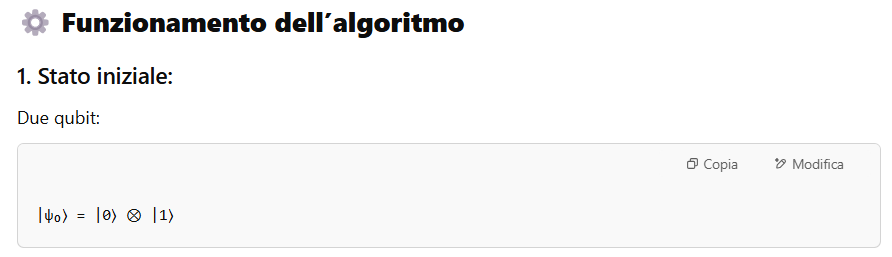 Funzionamento dell´algoritmo
1. Stato iniziale:
Due qubit:
Copia Modifica
|ψ₀⟩ = |0⟩ ⊗ |1⟩